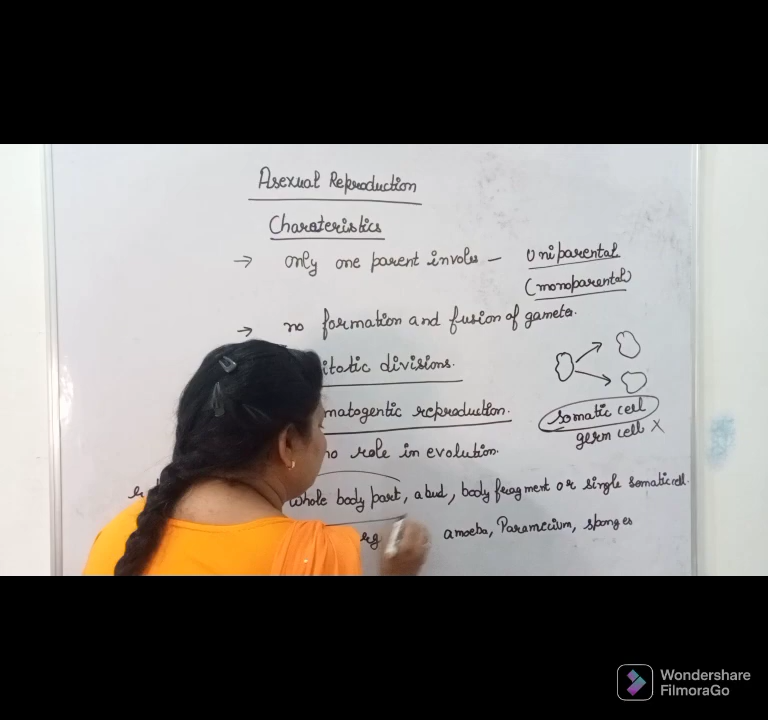 Asexual Reproduction
Charateristics
→ only one parent involve – Uniparental
(monoparental)
→ no formation and fusion of gamete.
itotic divisions.
matogentic reproduction.
somatic cell
germ cell X
no role in evolution.
whole body part, a bud, body fragment or single somatic cell.
eg amoeba, Paramecium, sponges
Wondershare
FilmoraGo